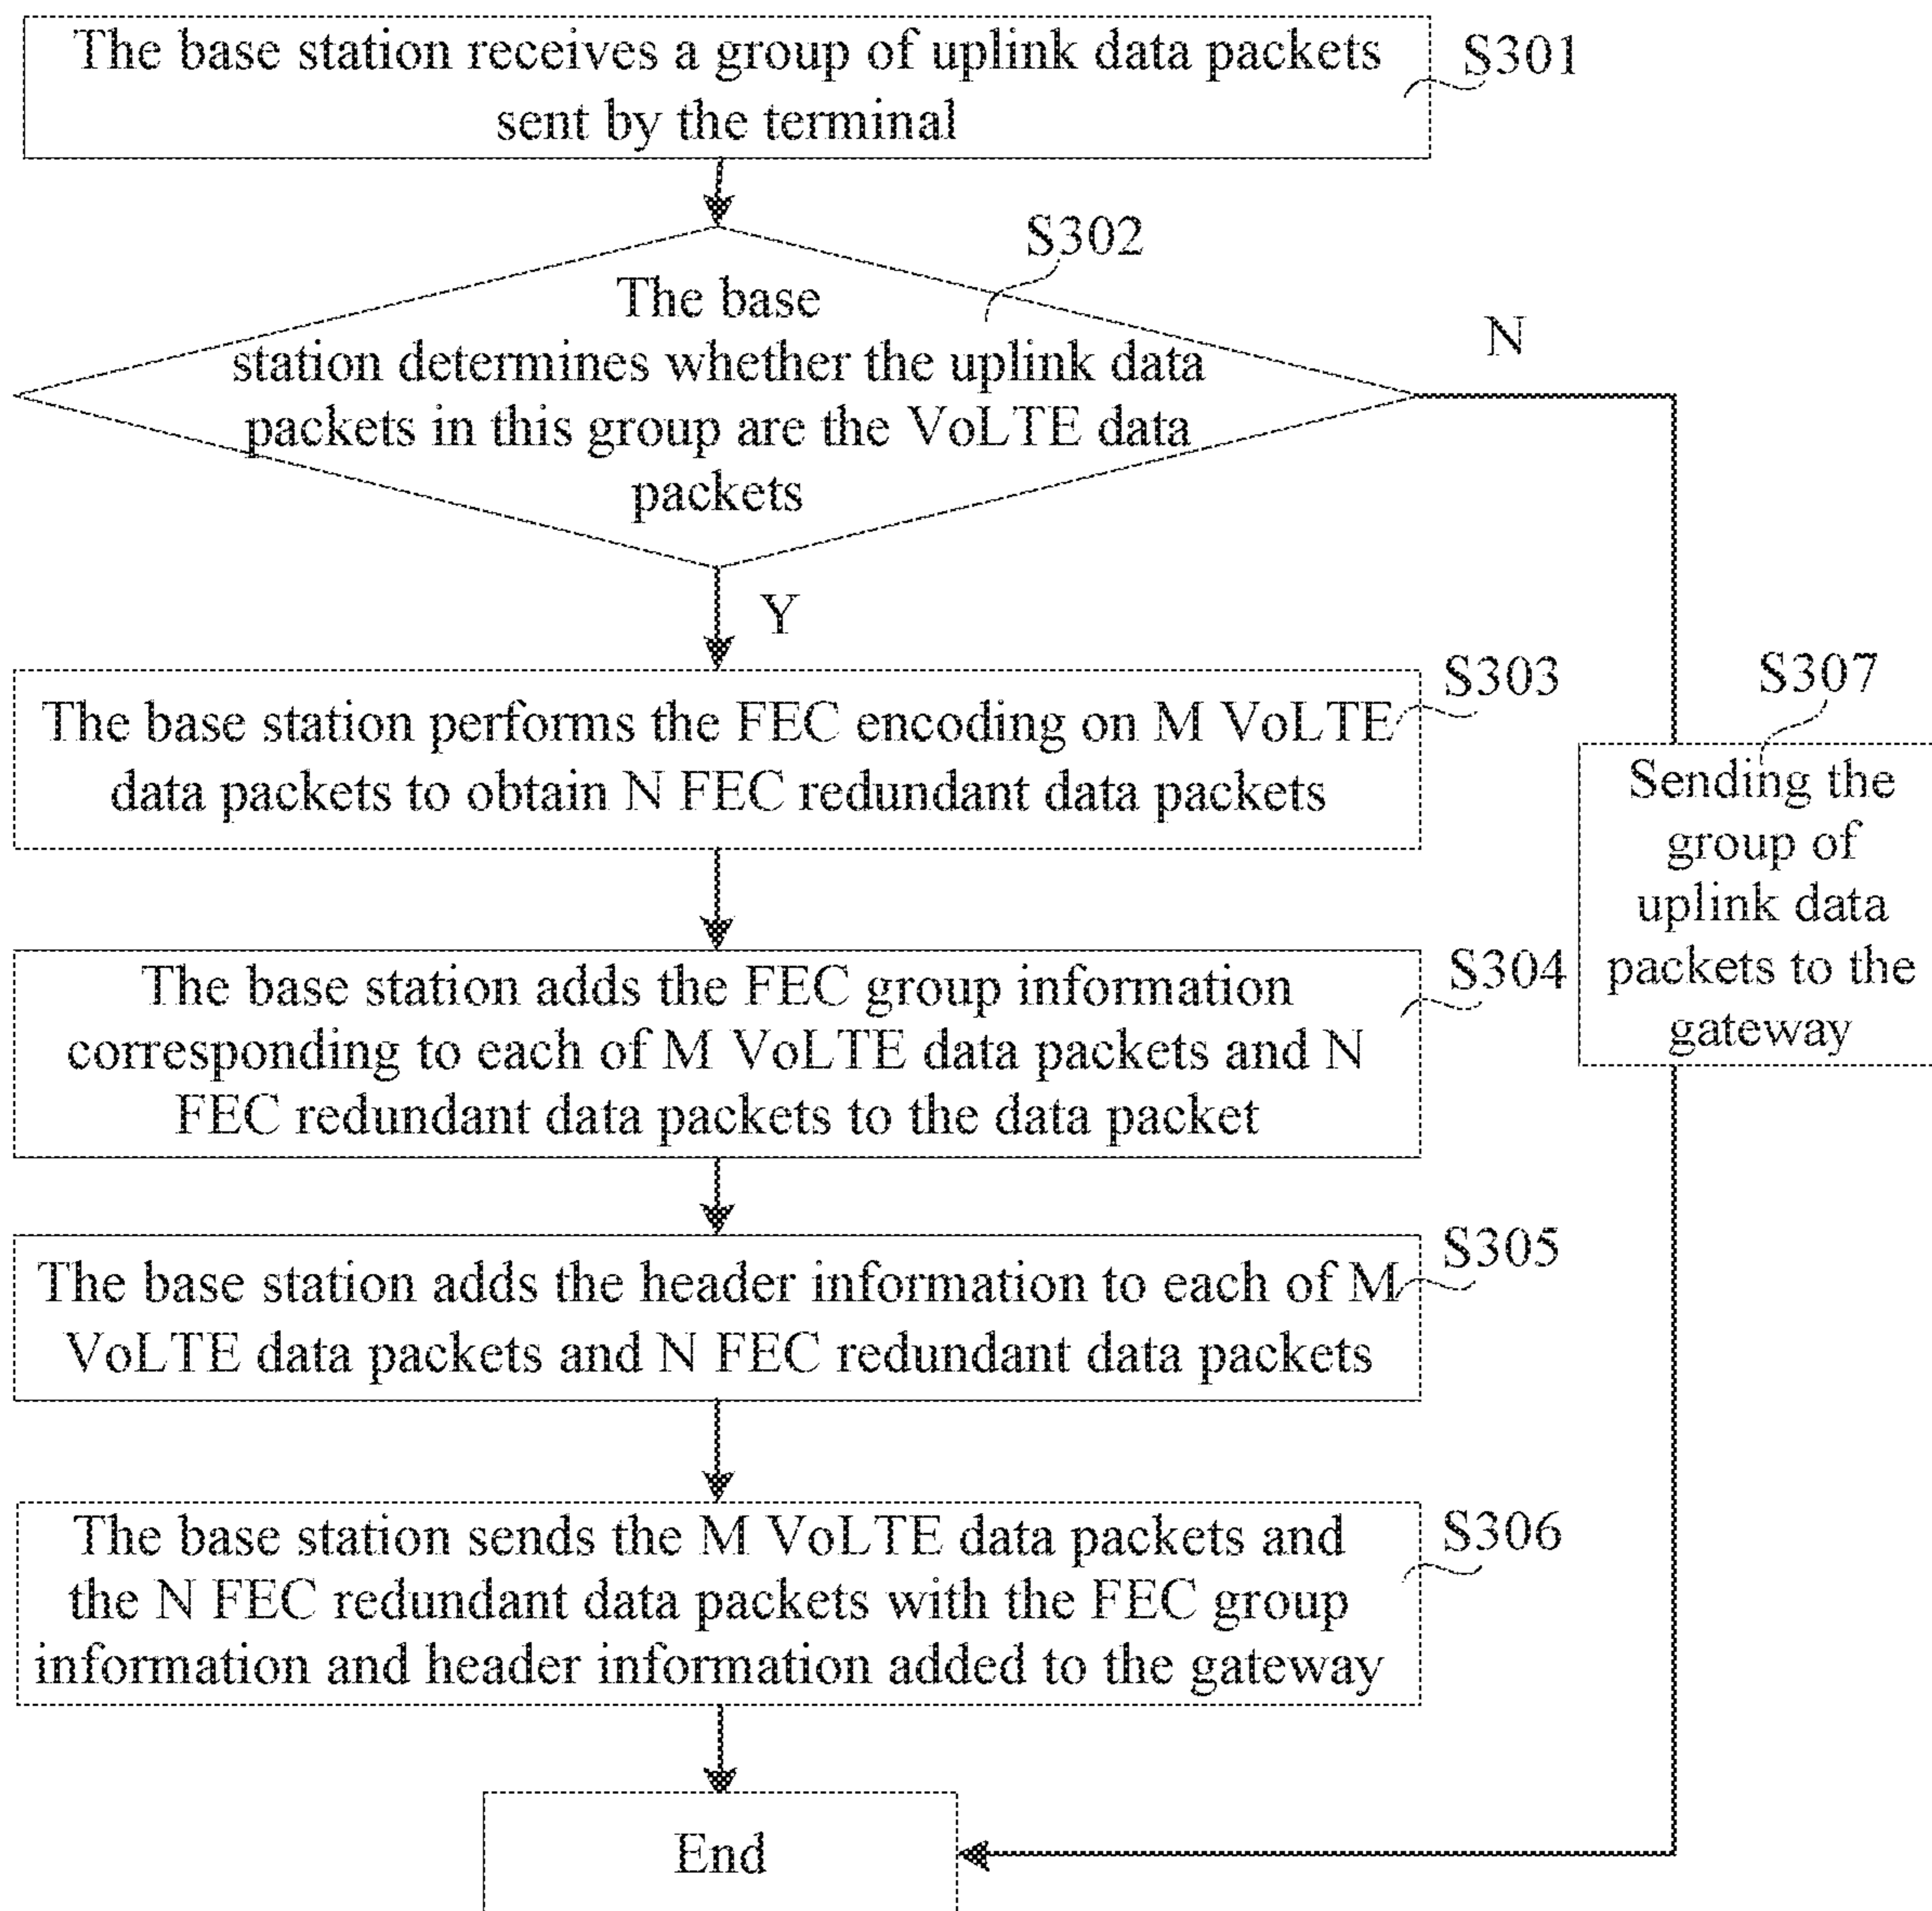 The base station receives a group of uplink data packets
sent by the terminal
S301
S302
The base
station determines whether the uplink data
packets in this group are the VoLTE data
packets
N
Y
S303
The base station performs the FEC encoding on M VoLTE
data packets to obtain N FEC redundant data packets
S307
Sending the
group of
uplink data
packets to the
gateway
S304
The base station adds the FEC group information
corresponding to each of M VoLTE data packets and N
FEC redundant data packets to the data packet
S305
The base station adds the header information to each of M
VoLTE data packets and N FEC redundant data packets
S306
The base station sends the M VoLTE data packets and
the N FEC redundant data packets with the FEC group
information and header information added to the gateway
End